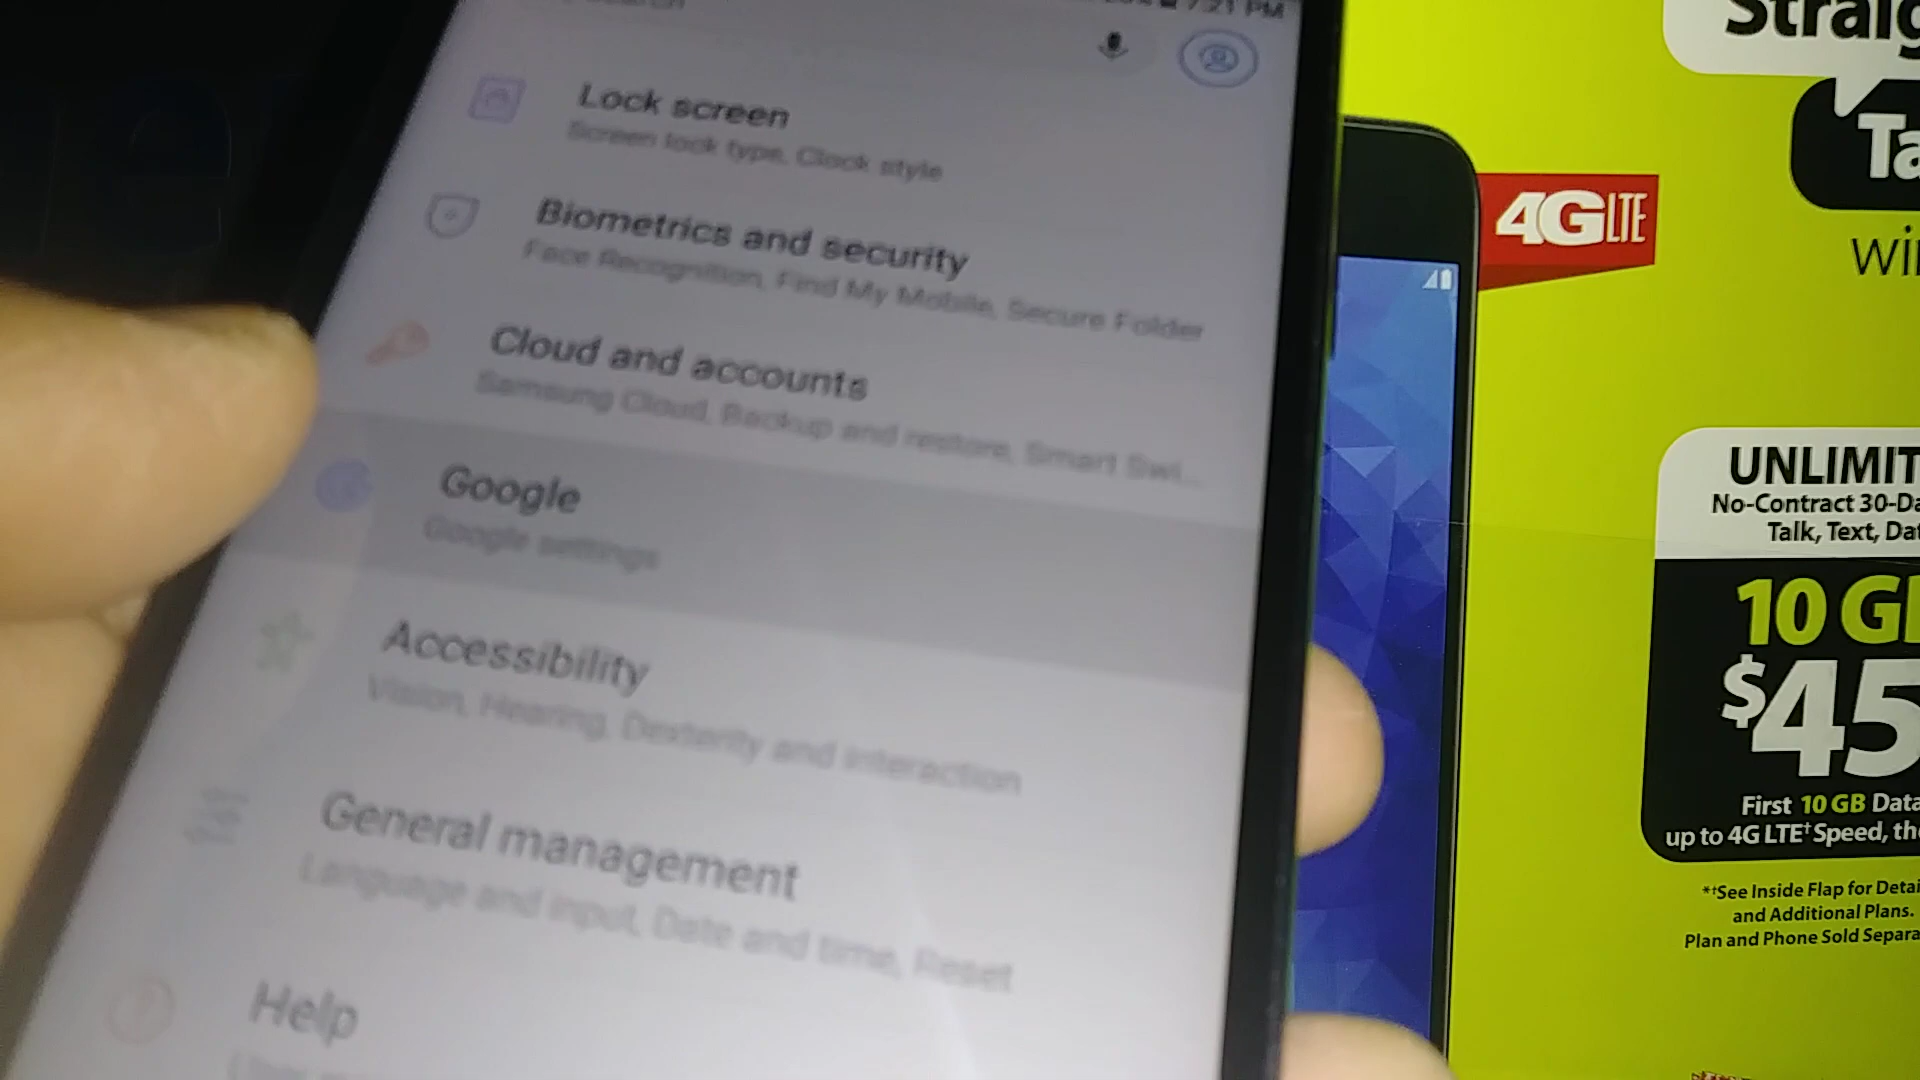 7:21 PM
Lock screen
Screen lock type, Clock style
Biometrics and security
Face Recognition, Find My Mobile, Secure Folder
Cloud and accounts
Samsung Cloud, Backup and restore, Smart Swi...
Google
Google settings
Accessibility
Vision, Hearing, Dexterity and interaction
General management
Language and input, Date and time, Reset
Help
Straig
Ta
wi
4G LTE
UNLIMIT
No-Contract 30-Da
Talk, Text, Dat
10 G
$45
First 10 GB Data
up to 4G LTE† Speed, the
*†See Inside Flap for Detai
and Additional Plans.
Plan and Phone Sold Separa